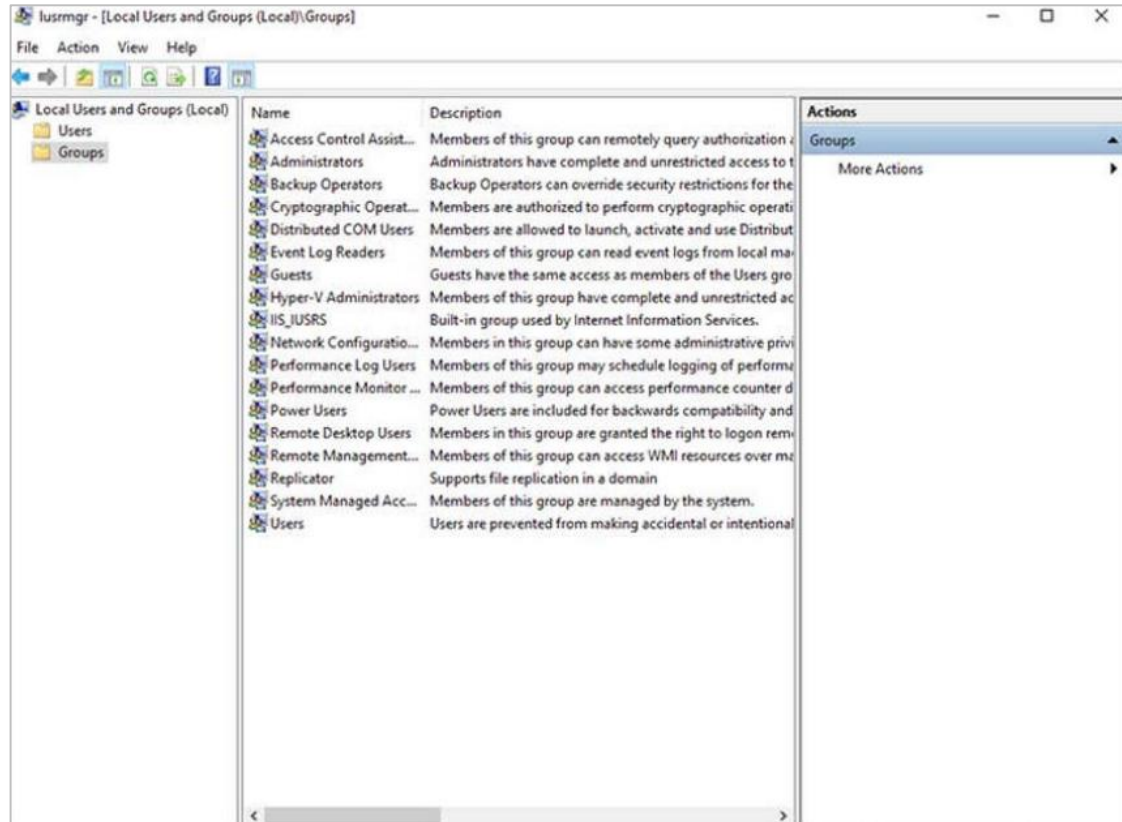 lusrmgr - [Local Users and Groups (Local)\Groups]
File Action View Help
Local Users and Groups (Local)
Users
Groups
Name Description
Access Control Assist... Members of this group can remotely query authorization a
Administrators Administrators have complete and unrestricted access to t
Backup Operators Backup Operators can override security restrictions for the
Cryptographic Operat... Members are authorized to perform cryptographic operati
Distributed COM Users Members are allowed to launch, activate and use Distribut
Event Log Readers Members of this group can read event logs from local ma
Guests Guests have the same access as members of the Users gro
Hyper-V Administrators Members of this group have complete and unrestricted ac
IIS_IUSRS Built-in group used by Internet Information Services.
Network Configuratio... Members in this group can have some administrative privi
Performance Log Users Members of this group may schedule logging of performa
Performance Monitor ... Members of this group can access performance counter d
Power Users Power Users are included for backwards compatibility and
Remote Desktop Users Members in this group are granted the right to logon rem
Remote Management... Members of this group can access WMI resources over ma
Replicator Supports file replication in a domain
System Managed Acc... Members of this group are managed by the system.
Users Users are prevented from making accidental or intentional
Actions
Groups
More Actions